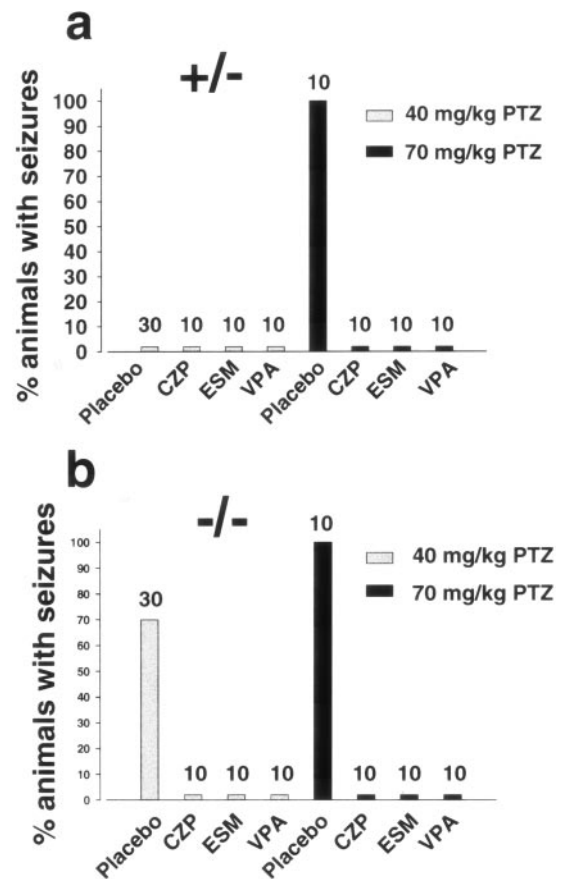 a
+/-
% animals with seizures
100
90
80
70
60
50
40
30
20
10
0
30 10 10 10 10 10 10 10
Placebo CZP ESM VPA Placebo CZP ESM VPA
40 mg/kg PTZ
70 mg/kg PTZ
b
-/-
% animals with seizures
100
90
80
70
60
50
40
30
20
10
0
30 10 10 10 10 10 10 10
Placebo CZP ESM VPA Placebo CZP ESM VPA
40 mg/kg PTZ
70 mg/kg PTZ